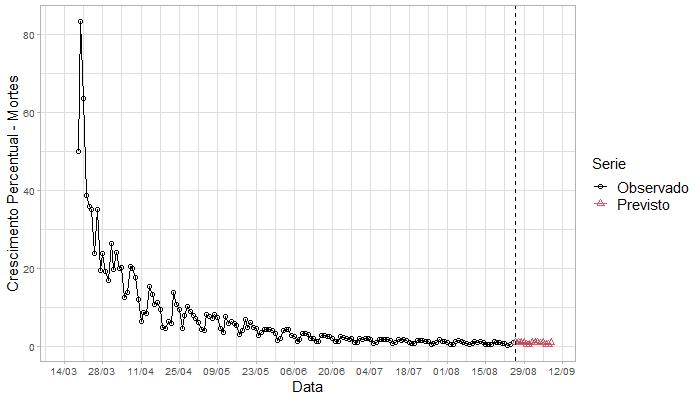 Crescimento Percentual - Mortes
80
60
40
20
0
14/03 28/03 11/04 25/04 09/05 23/05 06/06 20/06 04/07 18/07 01/08 15/08 29/08 12/09
Data
Serie
Observado
Previsto